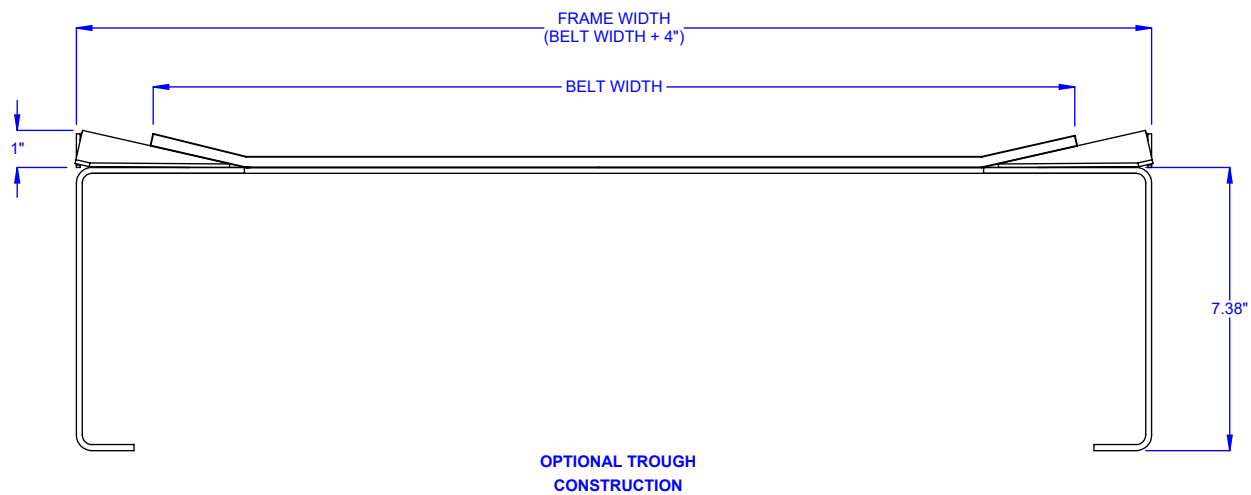 FRAME WIDTH
(BELT WIDTH + 4")
BELT WIDTH
1"
7.38"
OPTIONAL TROUGH
CONSTRUCTION